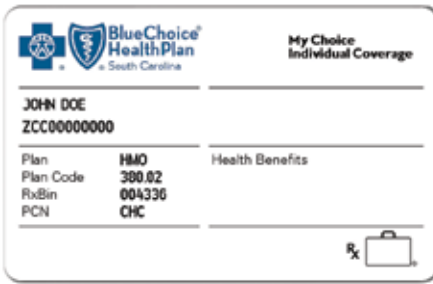 BlueChoice®
HealthPlan
South Carolina
My Choice
Individual Coverage
JOHN DOE
ZCC00000000
Plan HMO
Plan Code 380.02
RxBin 004336
PCN CHC
Health Benefits
Rx